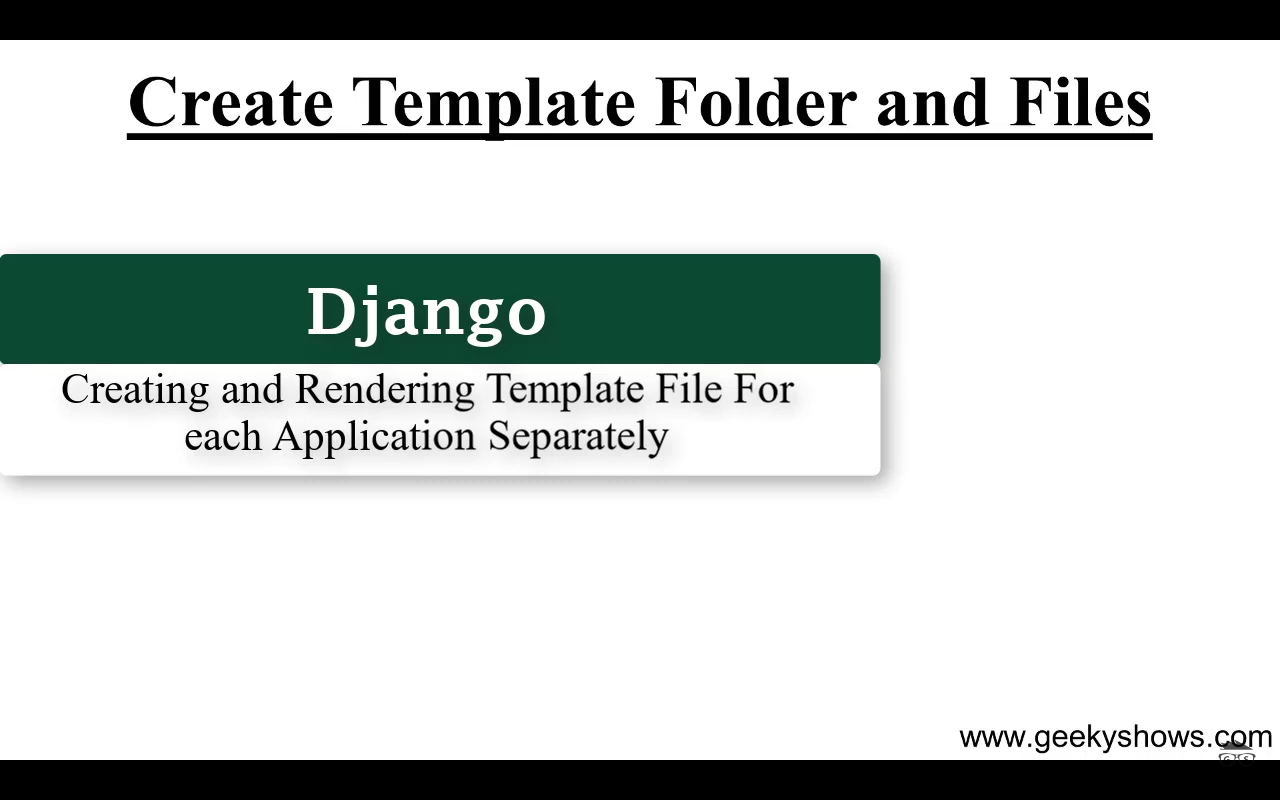 Create Template Folder and Files
Django
Creating and Rendering Template File For
each Application Separately
www.geekyshows.com